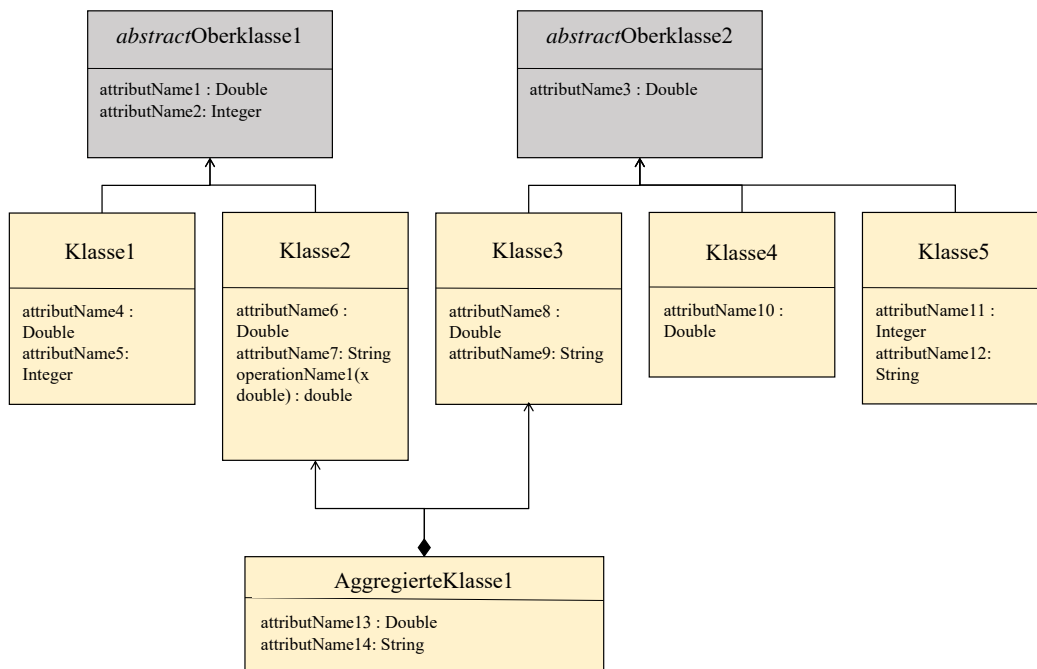 abstractOberklasse1
attributName1 : Double
attributName2: Integer
abstractOberklasse2
attributName3 : Double
Klasse1
attributName4 :
Double
attributName5:
Integer
Klasse2
attributName6 :
Double
attributName7: String
operationName1(x
double) : double
Klasse3
attributName8 :
Double
attributName9: String
Klasse4
attributName10 :
Double
Klasse5
attributName11 :
Integer
attributName12:
String
AggregierteKlasse1
attributName13 : Double
attributName14: String